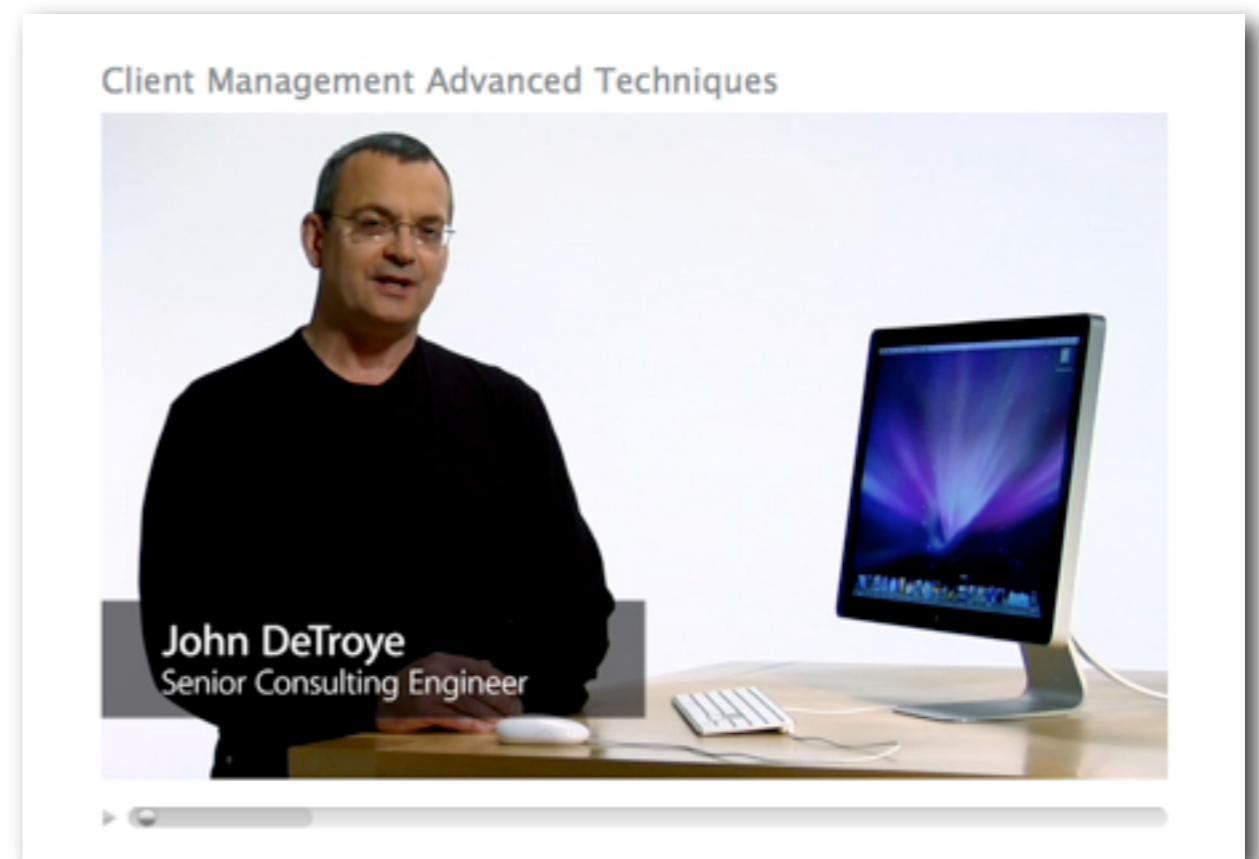 Client Management Advanced Techniques
John DeTroye
Senior Consulting Engineer